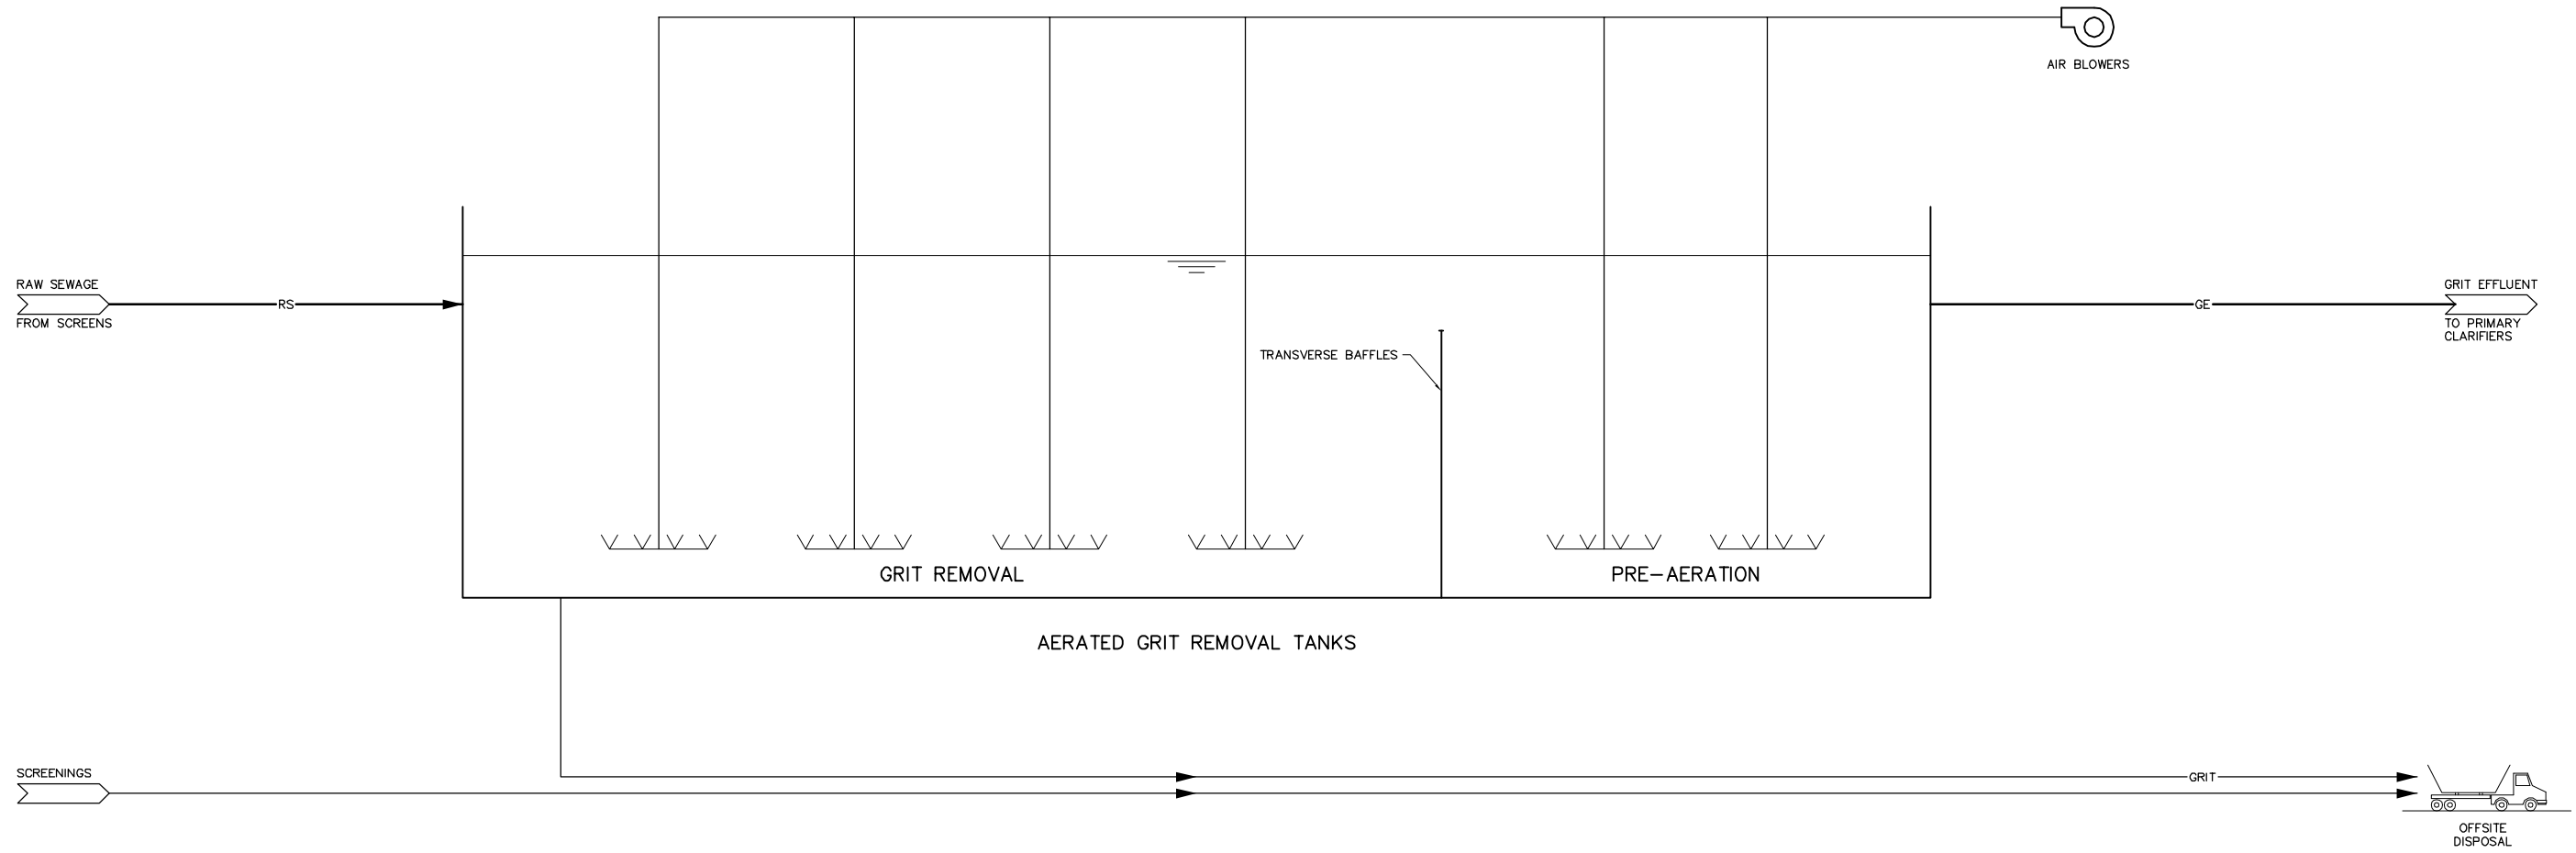 AIR BLOWERS
RAW SEWAGE
FROM SCREENS
RS
TRANSVERSE BAFFLES
GE
GRIT EFFLUENT
TO PRIMARY
CLARIFIERS
GRIT REMOVAL
PRE-AERATION
AERATED GRIT REMOVAL TANKS
SCREENINGS
GRIT
OFFSITE
DISPOSAL